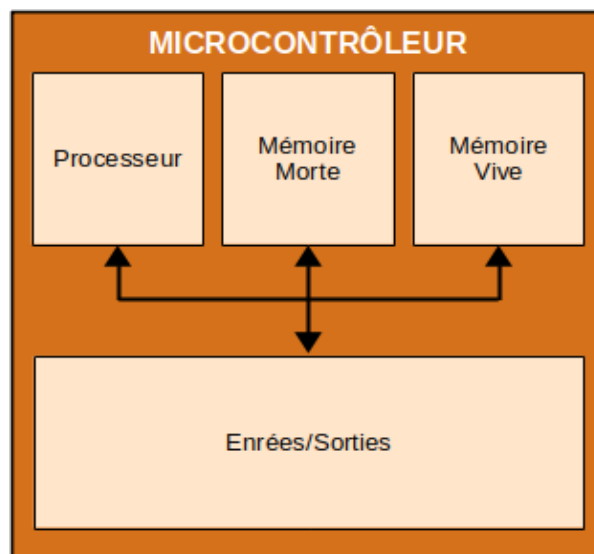 MICROCONTRÔLEUR
Processeur
Mémoire
Morte
Mémoire
Vive
Enrées/Sorties